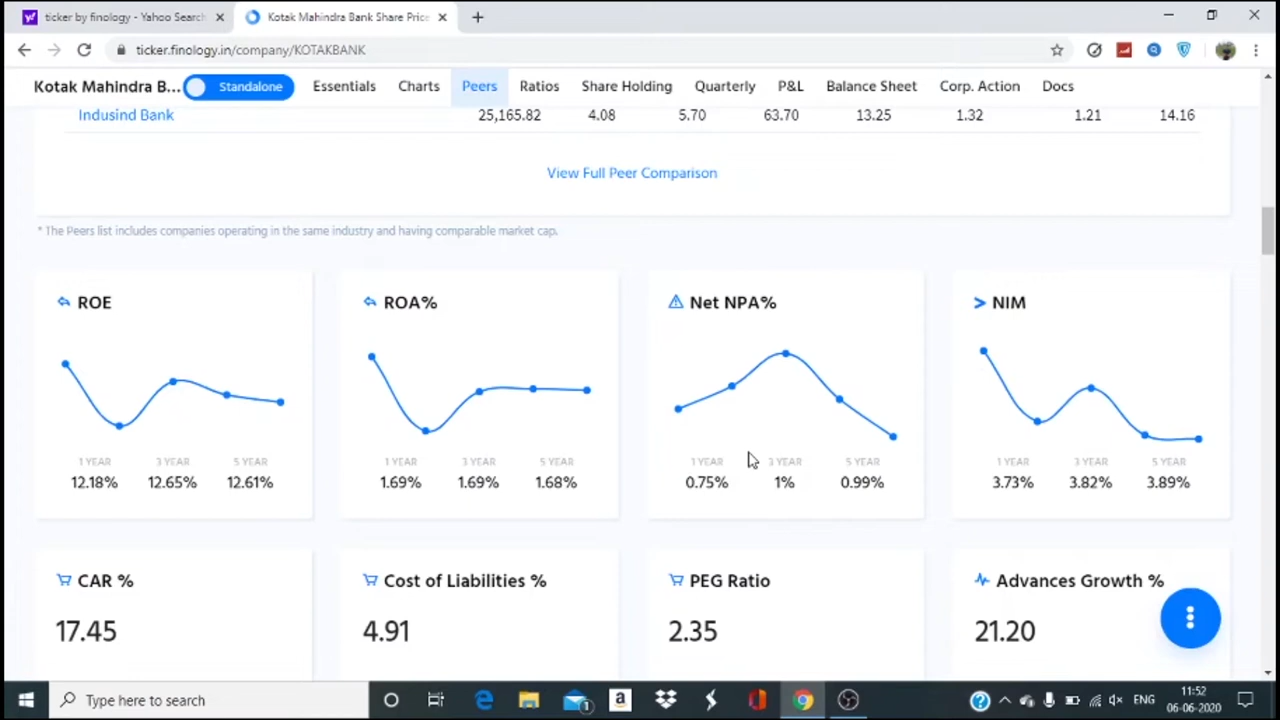 ticker by finology - Yahoo Search
Kotak Mahindra Bank Share Price
ticker.finology.in/company/KOTAKBANK
Kotak Mahindra B... Standalone Essentials Charts Peers Ratios Share Holding Quarterly P&L Balance Sheet Corp. Action Docs
Indusind Bank 25,165.82 4.08 5.70 63.70 13.25 1.32 1.21 14.16
View Full Peer Comparison
* The Peers list includes companies operating in the same industry and having comparable market cap.
ROE ROA% Net NPA% NIM
1 YEAR 3 YEAR 5 YEAR 1 YEAR 3 YEAR 5 YEAR 1 YEAR 3 YEAR 5 YEAR 1 YEAR 3 YEAR 5 YEAR
12.18% 12.65% 12.61% 1.69% 1.69% 1.68% 0.75% 1% 0.99% 3.73% 3.82% 3.89%
CAR % Cost of Liabilities % PEG Ratio Advances Growth %
17.45 4.91 2.35 21.20
Type here to search
ENG
11:52
06-06-2020